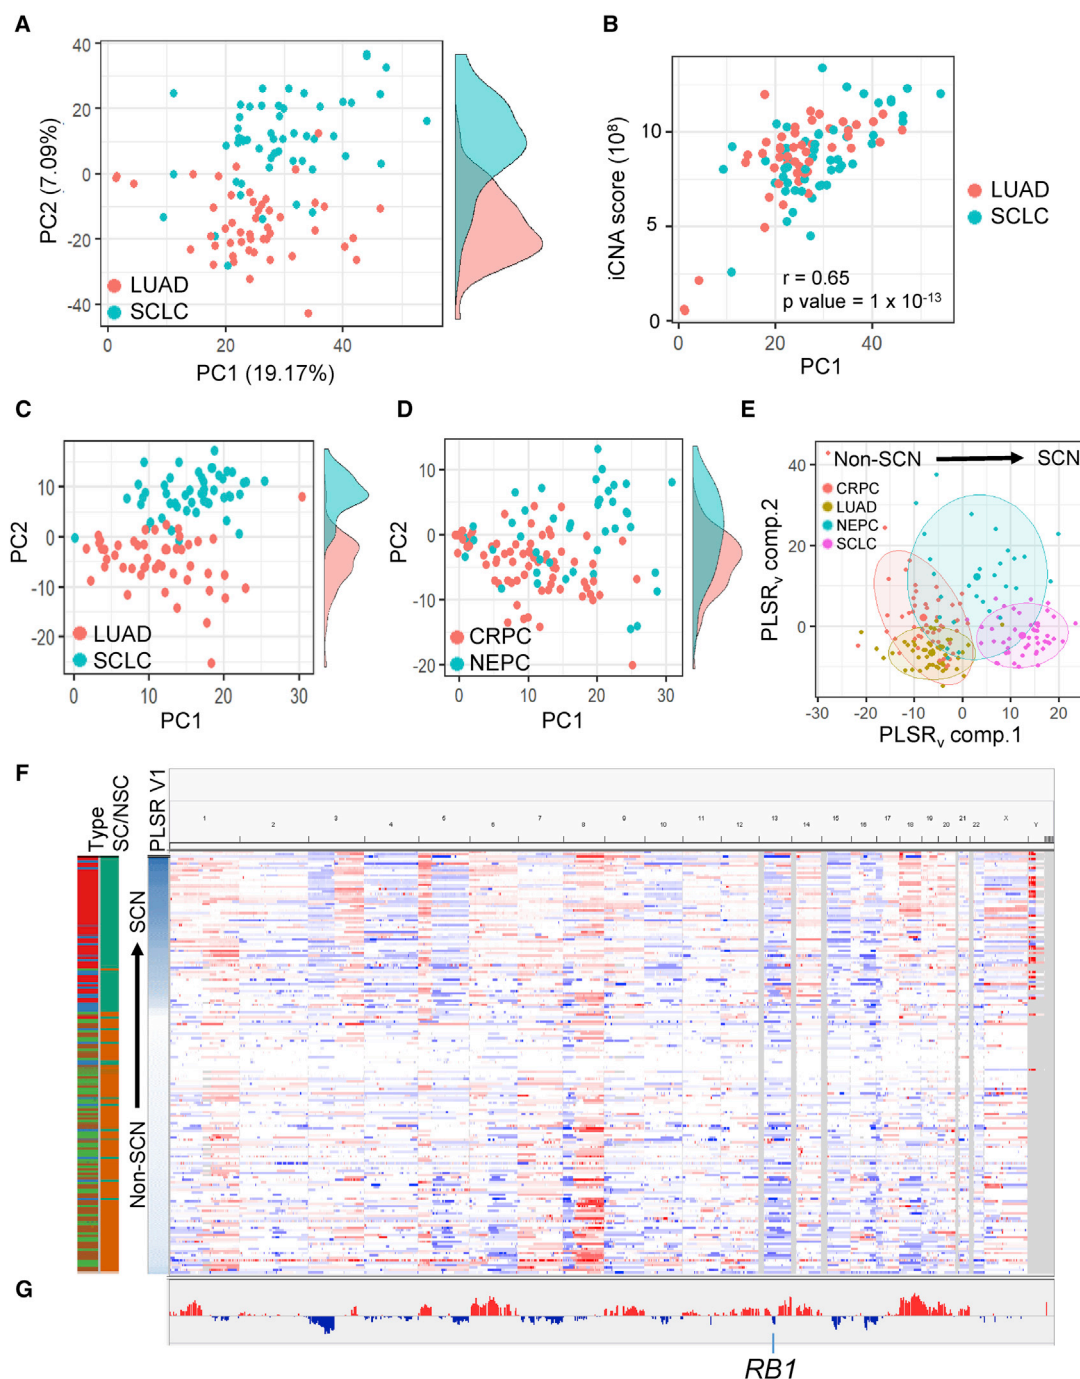 A
40
20
0
-20
-40
PC2 (7.09%)
LUAD
SCLC
0
20
40
PC1 (19.17%)
B
iCNA score (10⁸)
10
5
0
r = 0.65
p value = 1 x 10⁻¹³
0
20
40
PC1
LUAD
SCLC
C
PC2
10
0
-10
-20
LUAD
SCLC
0
10
20
30
PC1
D
PC2
10
0
-10
-20
CRPC
NEPC
0
10
20
30
PC1
E
PLSRᵥ comp.2
40
20
0
Non-SCN
SCN
CRPC
LUAD
NEPC
SCLC
-30
-20
-10
0
10
20
PLSRᵥ comp.1
F
Type
SC/NSC
PLSR V1
1 2 3 4 5 6 7 8 9 10 11 12 13 14 15 16 17 18 19 20 21 22 X Y
SCN
Non-SCN
G
RB1